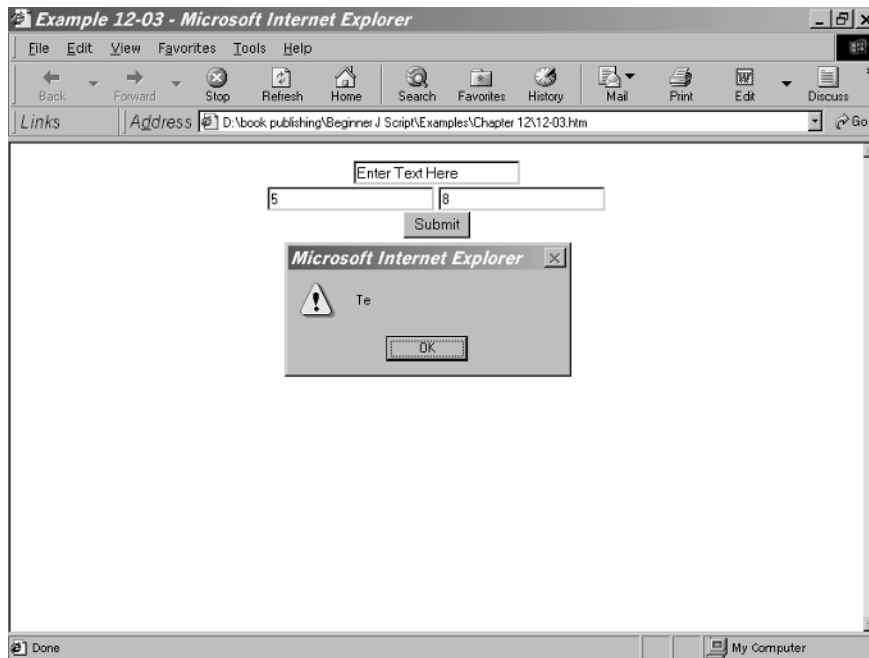 Example 12-03 - Microsoft Internet Explorer
File Edit View Favorites Tools Help
Back Forward Stop Refresh Home Search Favorites History Mail Print Edit Discuss
Links Address D:\book publishing\Beginner J Script\Examples\Chapter 12\12-03.htm Go
Enter Text Here
5 8
Submit
Microsoft Internet Explorer
Te
OK
Done My Computer